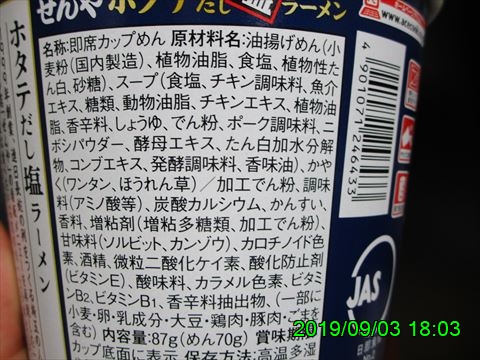 せんや ホタテだし 塩 ラーメン
名称:即席カップめん 原材料名:油揚げめん(小
麦粉(国内製造)、植物油脂、食塩、植物性た
ん白、砂糖)、スープ(食塩、チキン調味料、魚介
エキス、糖類、動物油脂、チキンエキス、植物油
脂、香辛料、しょうゆ、でん粉、ポーク調味料、ニ
ボシパウダー、酵母エキス、たん白加水分解
物、コンブエキス、発酵調味料、香味油)、かや
く(ワンタン、ほうれん草)/加工でん粉、調味
料(アミノ酸等)、炭酸カルシウム、かんすい、
香料、増粘剤(増粘多糖類、加工でん粉)、
甘味料(ソルビット、カンゾウ)、カロチノイド色
素、酒精、微粒二酸化ケイ素、酸化防止剤
(ビタミンE)、酸味料、カラメル色素、ビタミ
ンB2、ビタミンB1、香辛料抽出物、(一部に
小麦・卵・乳成分・大豆・鶏肉・豚肉・ごまを
含む) 内容量:87g(めん70g) 賞味期
カップ底面に表示 保存方法:高温多湿
ホタテだし塩ラーメン
4 901071 246433
JAS
2019/09/03 18:03